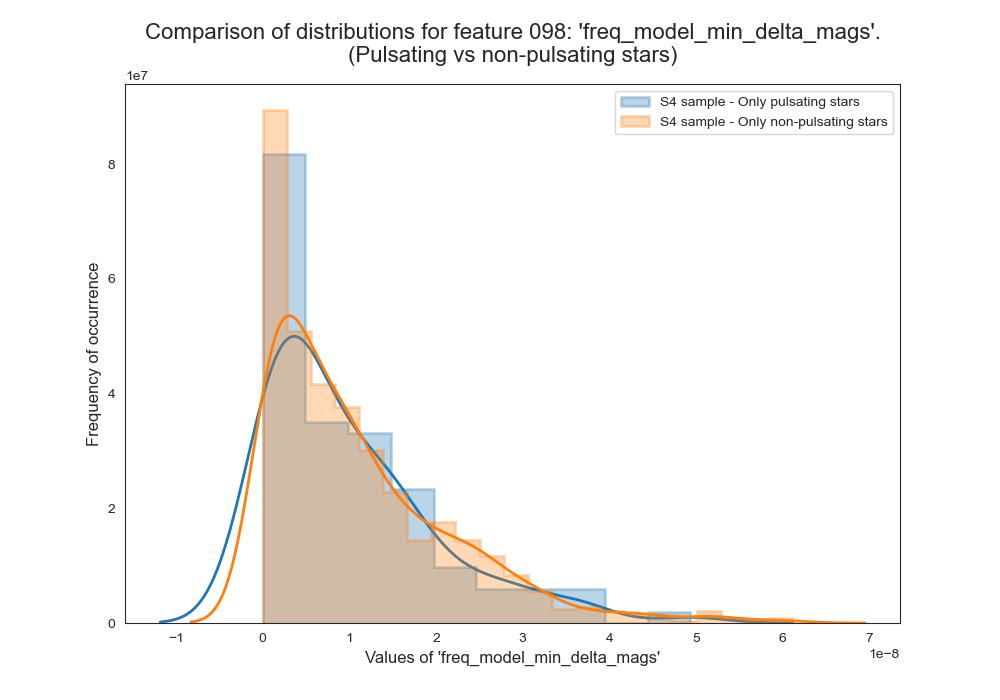 Comparison of distributions for feature 098: 'freq_model_min_delta_mags'.
(Pulsating vs non-pulsating stars)
1e7
S4 sample - Only pulsating stars
S4 sample - Only non-pulsating stars
8
6
4
2
0
Frequency of occurrence
−1 0 1 2 3 4 5 6 7
1e−8
Values of 'freq_model_min_delta_mags'